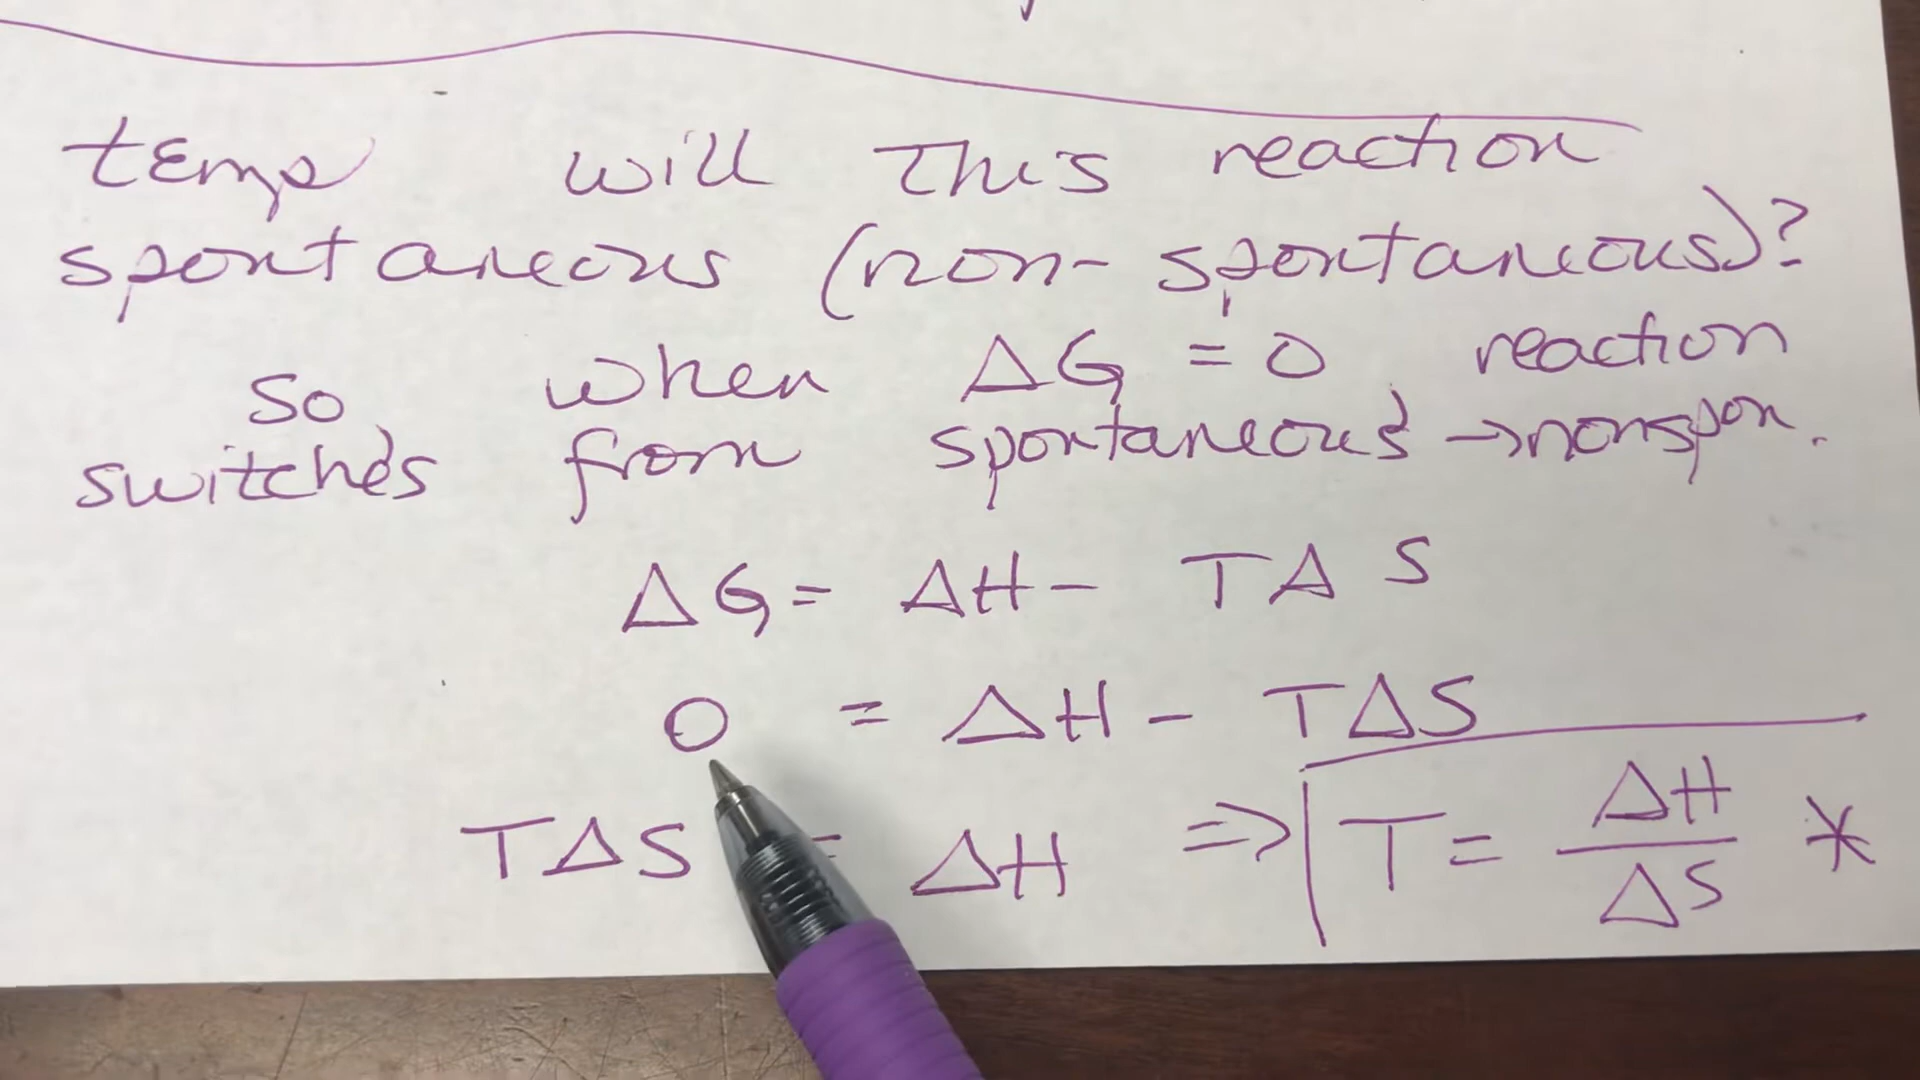 temp will this reaction
spontaneous (non-spontaneous)?
So when ΔG = 0 reaction
switches from spontaneous → nonspon.
ΔG = ΔH - TΔS
0 = ΔH - TΔS
TΔS = ΔH ⇒ T = ΔH/ΔS *